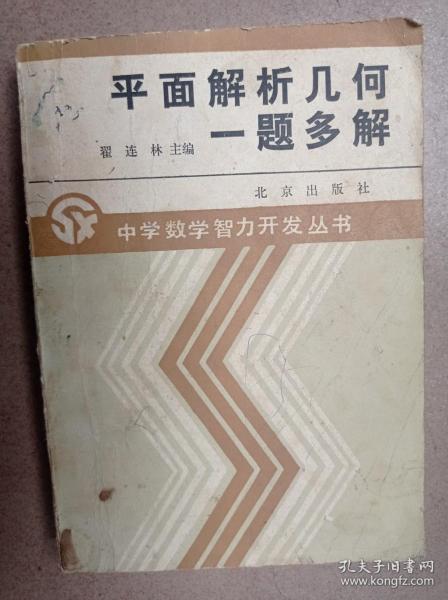 平面解析几何
一题多解
翟连林 主编
北京出版社
中学数学智力开发丛书
孔夫子旧书网
www.kongfz.com